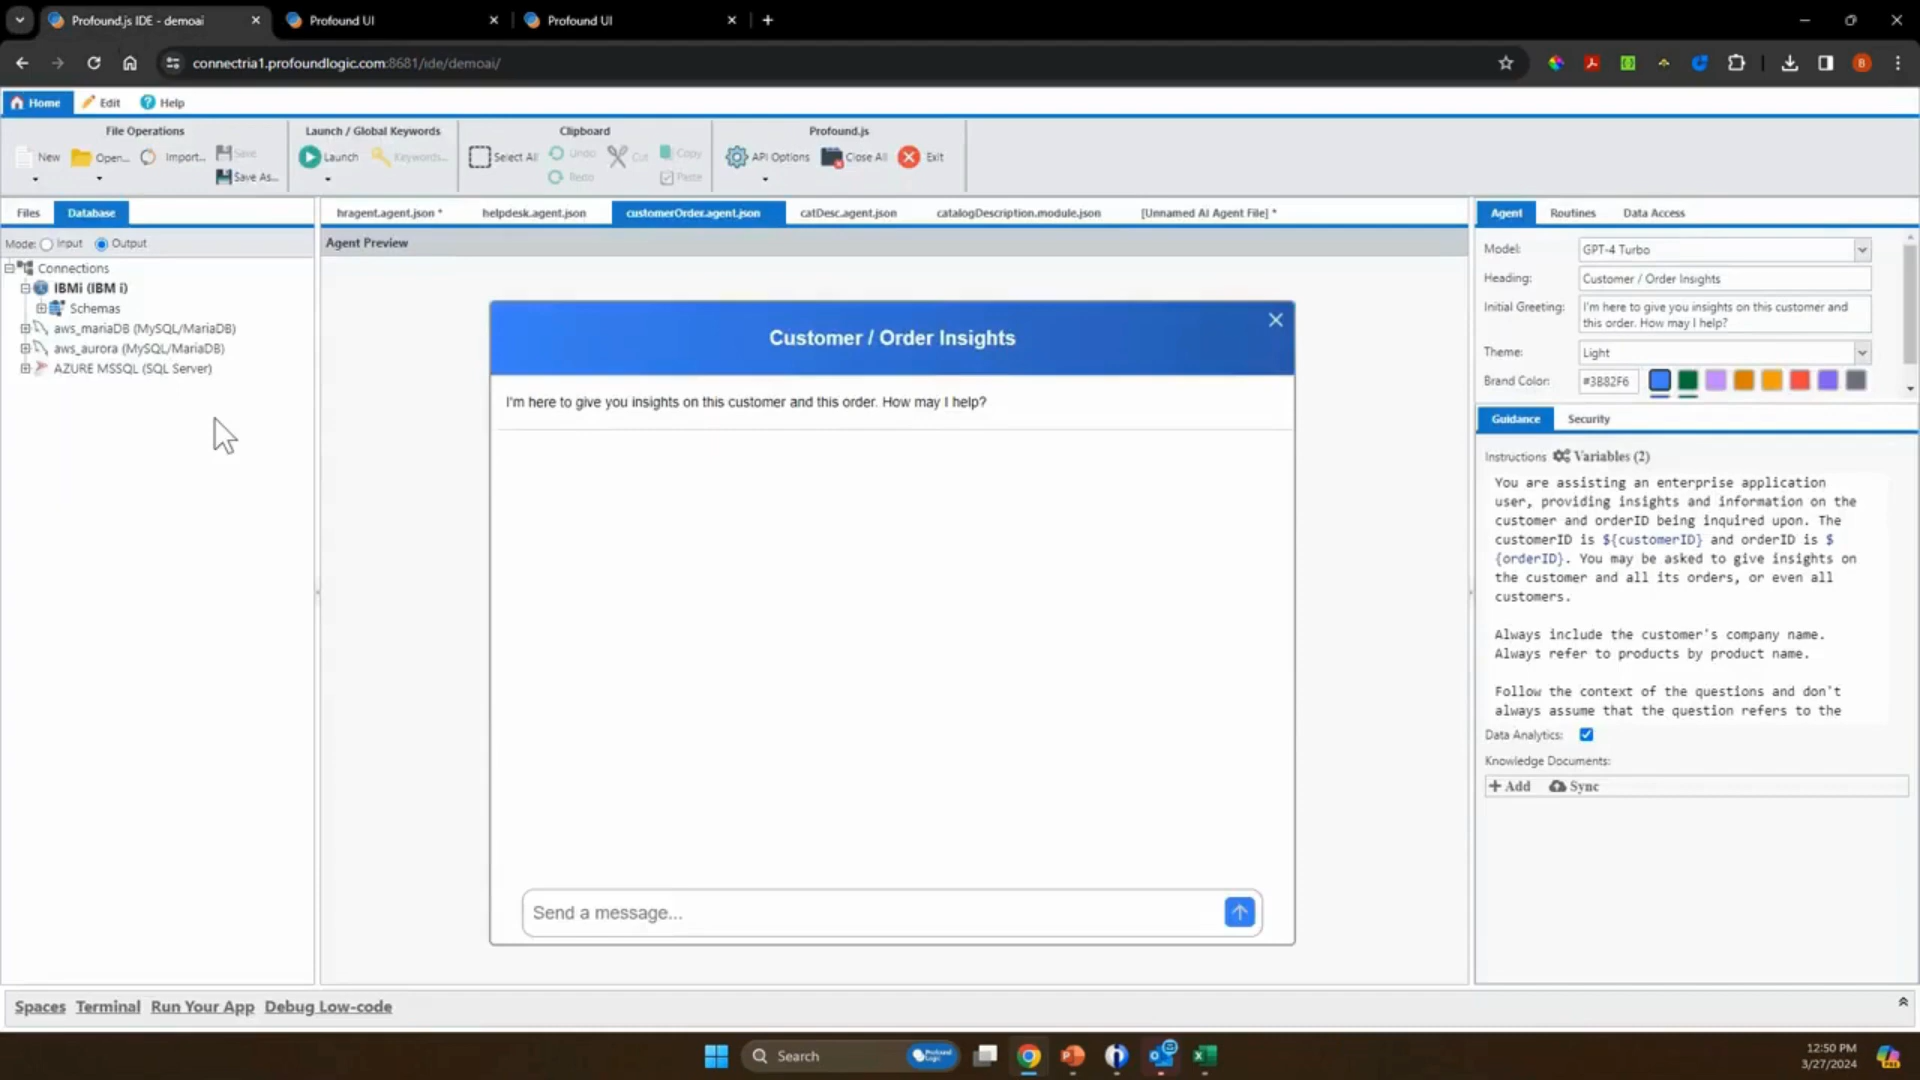 Profound.js IDE - demoai
Profound UI
Profound UI
connectria1.profoundlogic.com:8681/ide/demoai/
Home
Edit
Help
File Operations
Launch / Global Keywords
Clipboard
Profound.js
New
Open...
Import...
Save
Save As...
Launch
Keywords...
Select All
Undo
Redo
Cut
Copy
Paste
API Options
Close All
Exit
Files
Database
Mode:
Input
Output
Connections
IBMi (IBM i)
Schemas
aws_mariaDB (MySQL/MariaDB)
aws_aurora (MySQL/MariaDB)
AZURE MSSQL (SQL Server)
hragent.agent.json *
helpdesk.agent.json
customerOrder.agent.json
catDesc.agent.json
catalogDescription.module.json
[Unnamed AI Agent File] *
Agent Preview
Customer / Order Insights
I'm here to give you insights on this customer and this order. How may I help?
Send a message...
Agent
Routines
Data Access
Model:
GPT-4 Turbo
Heading:
Customer / Order Insights
Initial Greeting:
I'm here to give you insights on this customer and
this order. How may I help?
Theme:
Light
Brand Color:
#3B82F6
Guidance
Security
Instructions
Variables (2)
You are assisting an enterprise application
user, providing insights and information on the
customer and orderID being inquired upon. The
customerID is ${customerID} and orderID is $
{orderID}. You may be asked to give insights on
the customer and all its orders, or even all
customers.
Always include the customer's company name.
Always refer to products by product name.
Follow the context of the questions and don't
always assume that the question refers to the
Data Analytics:
Knowledge Documents:
Add
Sync
Spaces
Terminal
Run Your App
Debug Low-code
Search
Profound Logic
12:50 PM
3/27/2024